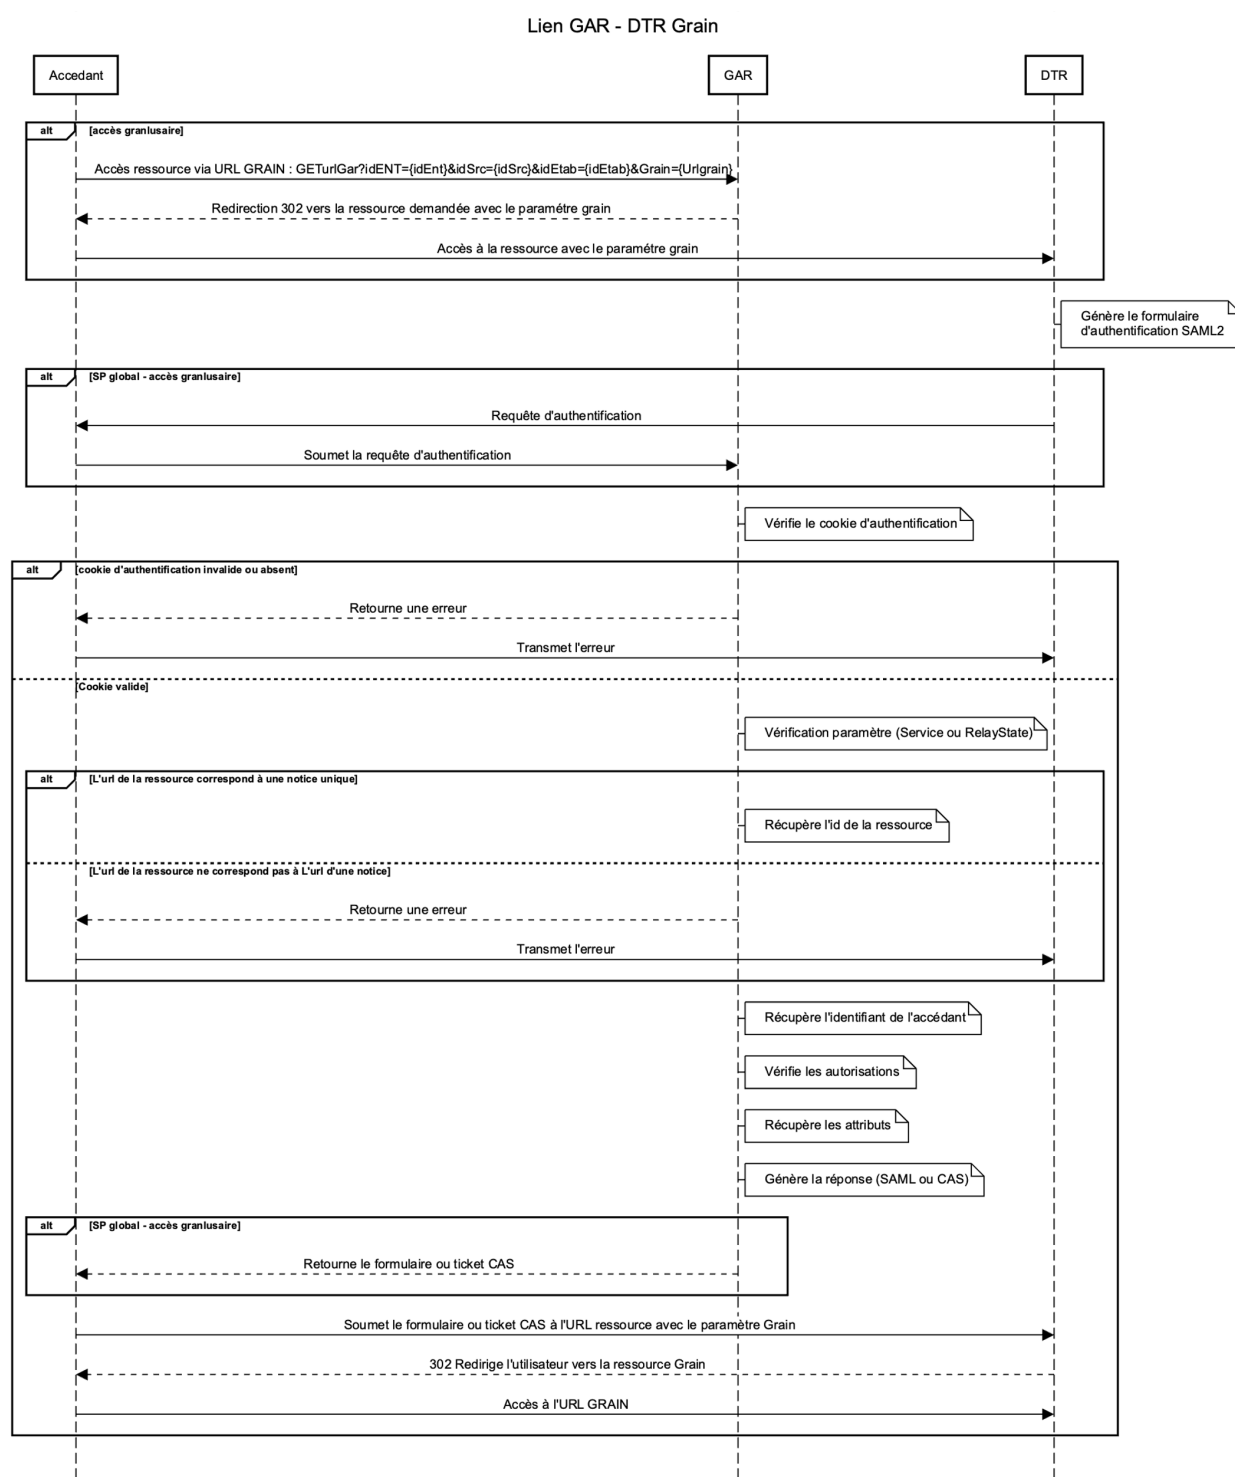 Lien GAR - DTR Grain
Accedant
GAR
DTR
alt
[accès granlusaire]
Accès ressource via URL GRAIN : GETurlGar?idENT={idEnt}&idSrc={idSrc}&idEtab={idEtab}&Grain={Urlgrain}
Redirection 302 vers la ressource demandée avec le paramétre grain
Accès à la ressource avec le paramétre grain
Génère le formulaire
d'authentification SAML2
alt
[SP global - accès granlusaire]
Requête d'authentification
Soumet la requête d'authentification
Vérifie le cookie d'authentification
alt
[cookie d'authentification invalide ou absent]
Retourne une erreur
Transmet l'erreur
[Cookie valide]
Vérification paramètre (Service ou RelayState)
alt
[L'url de la ressource correspond à une notice unique]
Récupère l'id de la ressource
[L'url de la ressource ne correspond pas à L'url d'une notice]
Retourne une erreur
Transmet l'erreur
Récupère l'identifiant de l'accédant
Vérifie les autorisations
Récupère les attributs
Génère la réponse (SAML ou CAS)
alt
[SP global - accès granlusaire]
Retourne le formulaire ou ticket CAS
Soumet le formulaire ou ticket CAS à l'URL ressource avec le paramètre Grain
302 Redirige l'utilisateur vers la ressource Grain
Accès à l'URL GRAIN